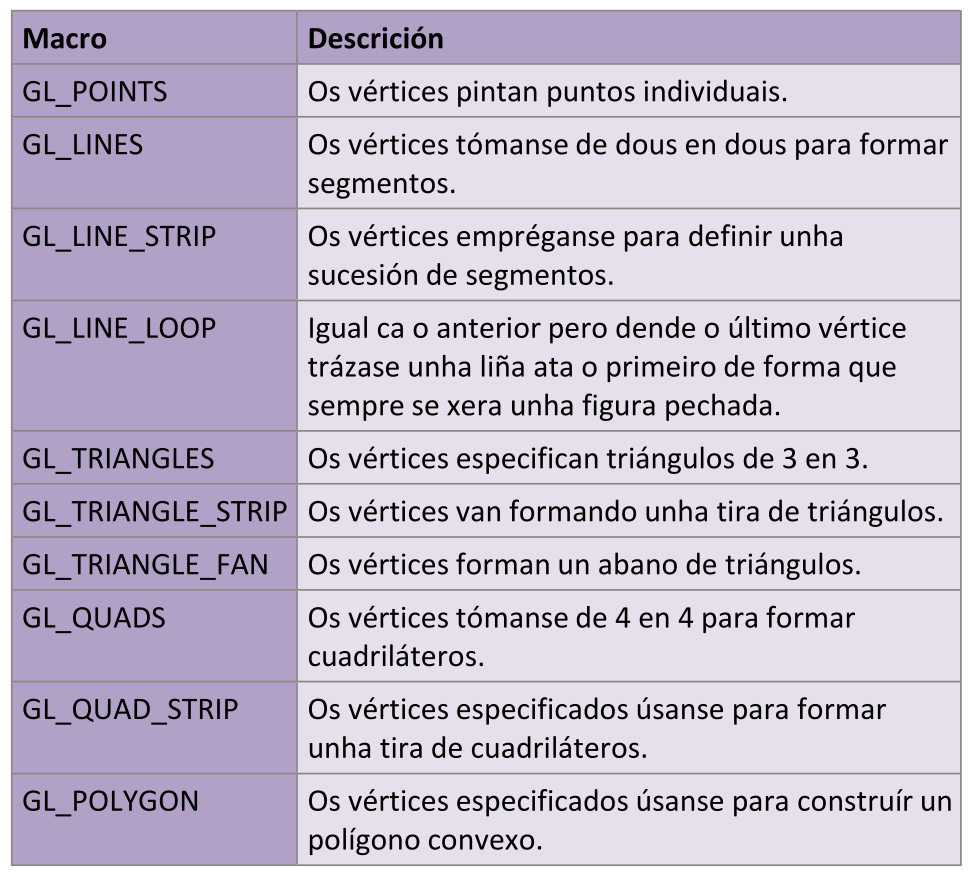 Macro Descrición
GL_POINTS Os vértices pintan puntos individuais.
GL_LINES Os vértices tómanse de dous en dous para formar
segmentos.
GL_LINE_STRIP Os vértices empréganse para definir unha
sucesión de segmentos.
GL_LINE_LOOP Igual ca o anterior pero dende o último vértice
trázase unha liña ata o primeiro de forma que
sempre se xera unha figura pechada.
GL_TRIANGLES Os vértices especifican triángulos de 3 en 3.
GL_TRIANGLE_STRIP Os vértices van formando unha tira de triángulos.
GL_TRIANGLE_FAN Os vértices forman un abano de triángulos.
GL_QUADS Os vértices tómanse de 4 en 4 para formar
cuadriláteros.
GL_QUAD_STRIP Os vértices especificados úsanse para formar
unha tira de cuadriláteros.
GL_POLYGON Os vértices especificados úsanse para construír un
polígono convexo.